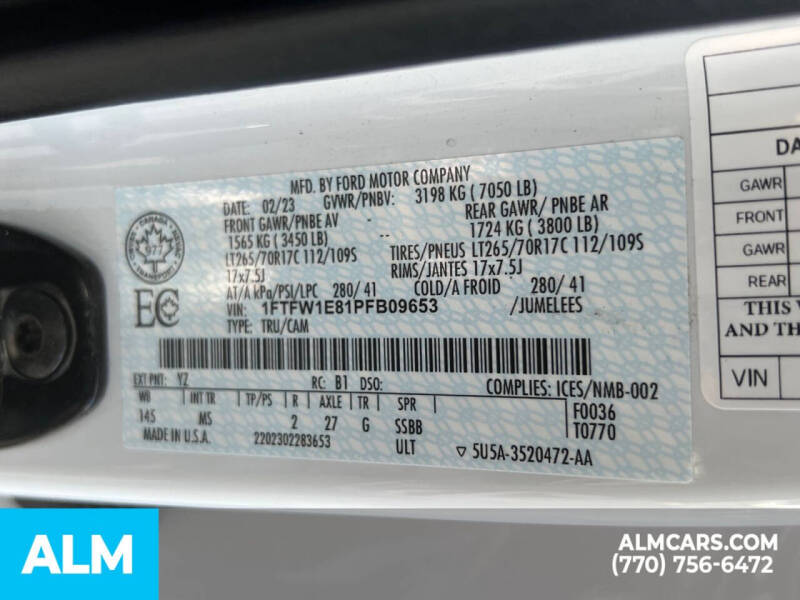 MFD. BY FORD MOTOR COMPANY
DATE: 02/23 GVWR/PNBV: 3198 KG ( 7050 LB)
FRONT GAWR/PNBE AV REAR GAWR/ PNBE AR
1565 KG ( 3450 LB) 1724 KG ( 3800 LB)
LT265/70R17C 112/109S TIRES/PNEUS LT265/70R17C 112/109S
17x7.5J RIMS/JANTES 17x7.5J
AT/A kPa/PSI/LPC 280/ 41 COLD/A FROID 280/ 41
VIN: 1FTFW1E81PFB09653 /JUMELEES
TYPE: TRU/CAM
CANADA
TRANSPORT
EC
EXT PNT: YZ RC: B1 DSO: COMPLIES: ICES/NMB-002
WB INT TR TP/PS R AXLE TR SPR F0036
145 MS 2 27 G SSBB T0770
MADE IN U.S.A. 2202302283653 ULT 5U5A-3520472-AA
DA
GAWR
FRONT
GAWR
REAR
THIS V
AND TH
VIN
ALM
ALMCARS.COM
(770) 756-6472